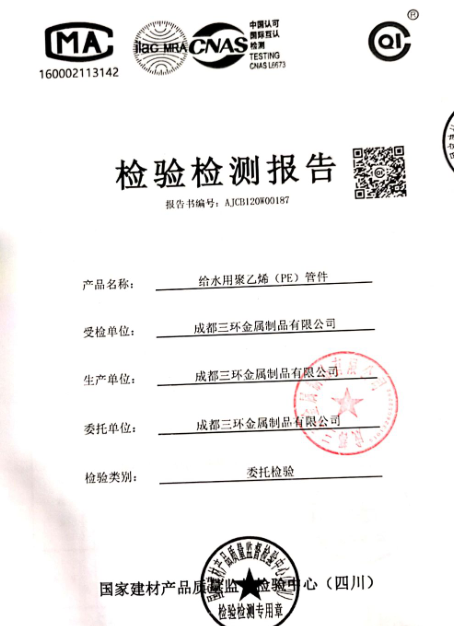 MA
160002113142
ilac-MRA
CNAS
中国认可
国际互认
检测
TESTING
CNAS L6673
CQI
®
检验检测报告
报告书编号：AJCB120W00187
产品名称： 给水用聚乙烯（PE）管件
受检单位： 成都三环金属制品有限公司
生产单位： 成都三环金属制品有限公司
委托单位： 成都三环金属制品有限公司
检验类别： 委托检验
国家建材产品质量监督检验中心（四川）
检验检测专用章